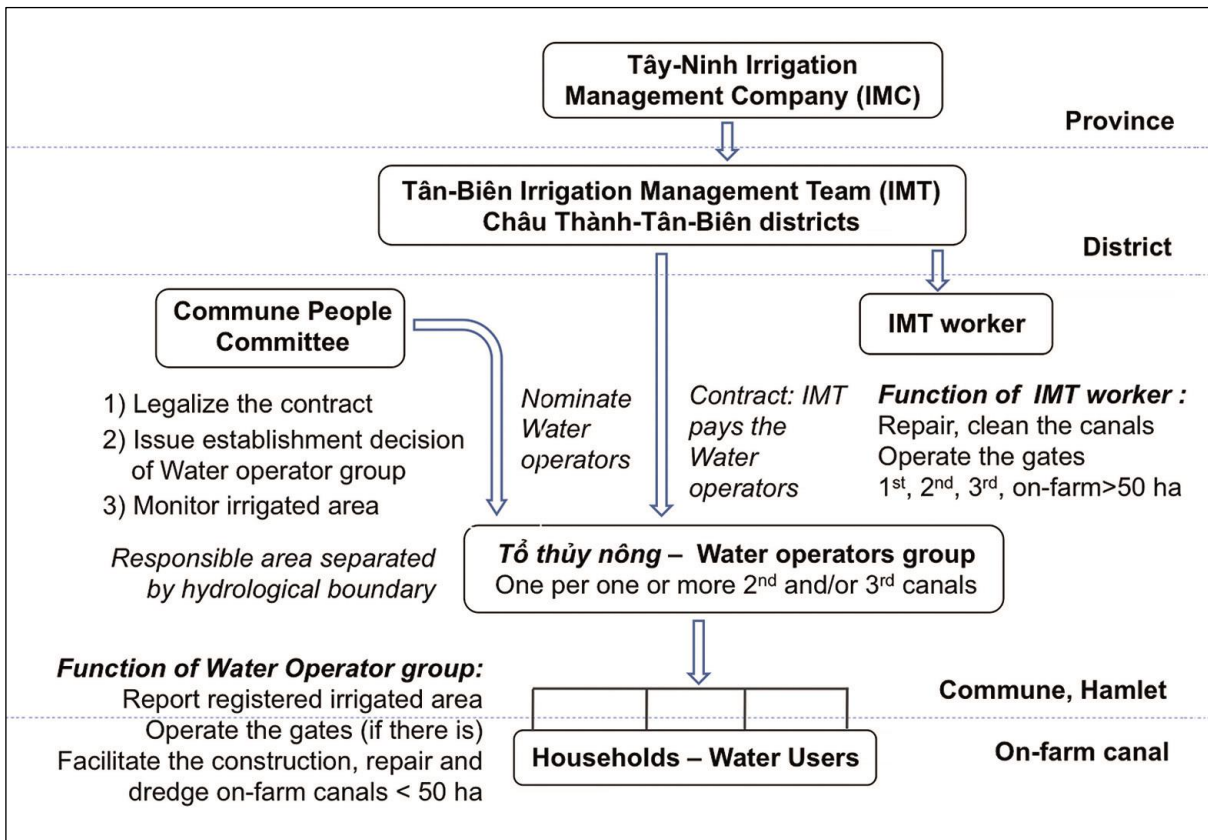 Tây-Ninh Irrigation
Management Company (IMC)
Province
Tân-Biên Irrigation Management Team (IMT)
Châu Thành-Tân-Biên districts
District
Commune People
Committee
IMT worker
1) Legalize the contract
2) Issue establishment decision
of Water operator group
3) Monitor irrigated area
Nominate
Water
operators
Contract: IMT
pays the
Water
operators
Function of IMT worker :
Repair, clean the canals
Operate the gates
1st, 2nd, 3rd, on-farm>50 ha
Responsible area separated
by hydrological boundary
Tổ thủy nông – Water operators group
One per one or more 2nd and/or 3rd canals
Function of Water Operator group:
Report registered irrigated area
Operate the gates (if there is)
Facilitate the construction, repair and
dredge on-farm canals < 50 ha
Commune, Hamlet
Households – Water Users
On-farm canal